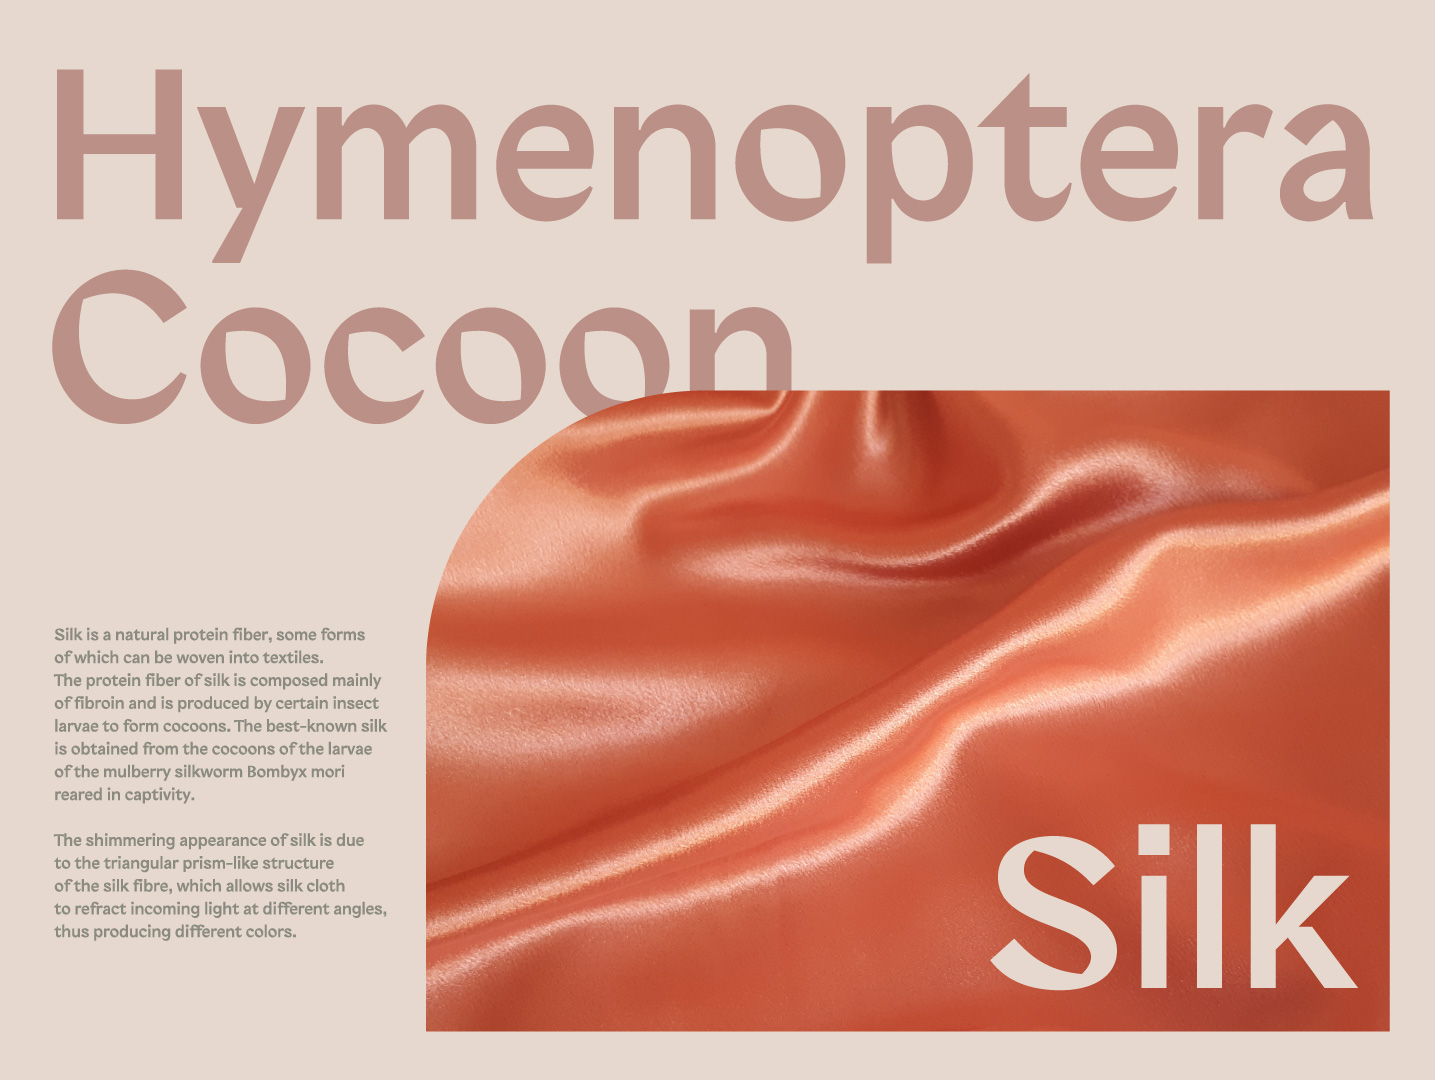 Hymenoptera
Cocoon
Silk is a natural protein fiber, some forms
of which can be woven into textiles.
The protein fiber of silk is composed mainly
of fibroin and is produced by certain insect
larvae to form cocoons. The best-known silk
is obtained from the cocoons of the larvae
of the mulberry silkworm Bombyx mori
reared in captivity.
The shimmering appearance of silk is due
to the triangular prism-like structure
of the silk fibre, which allows silk cloth
to refract incoming light at different angles,
thus producing different colors.
Silk